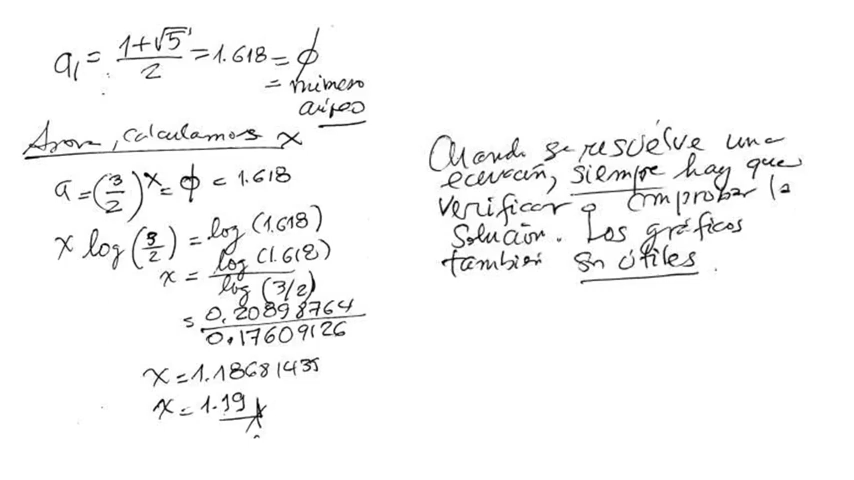 a₁ = (1+√5)/2 = 1.618 = ϕ
= número
aúreo
Aora, calculamos x
a = (3/2)^x = ϕ = 1.618
x log (3/2) = log (1.618)
x = log (1.618) / log (3/2)
= 0.20898764 / 0.17609126
x = 1.18681435
x = 1.19
Cuando se resuelve una
ecuación, siempre hay que
verificar o comprobar la
solución. Los gráficos
también son útiles.